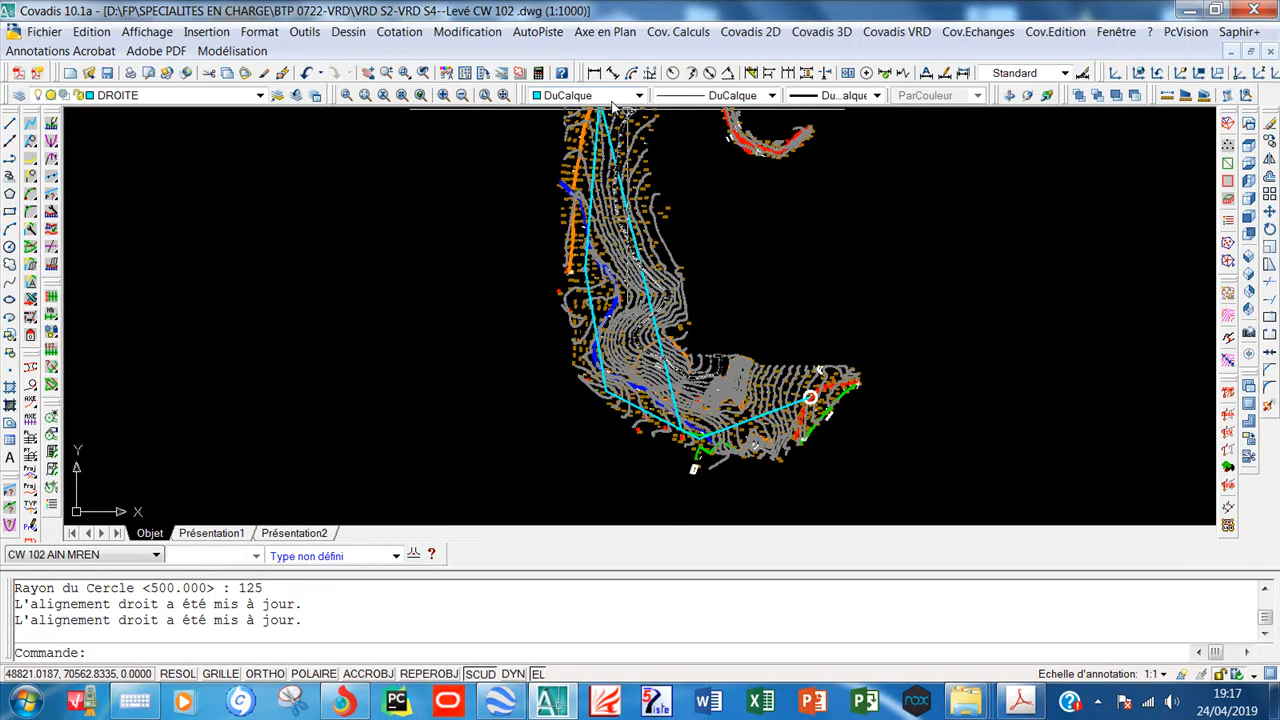 Covadis 10.1a - [D:\FP\SPECIALITES EN CHARGE\BTP 0722-VRD\VRD S2-VRD S4--Levé CW 102 .dwg (1:1000)]
Fichier Edition Affichage Insertion Format Outils Dessin Cotation Modification AutoPiste Axe en Plan Cov. Calculs Covadis 2D Covadis 3D Covadis VRD Cov.Echanges Cov.Edition Fenêtre ? PcVision Saphir+
Annotations Acrobat Adobe PDF Modélisation
Standard
DROITE DuCalque DuCalque Du...alque ParCouleur
Y
X
Objet Présentation1 Présentation2
CW 102 AIN MREN Type non défini ?
Rayon du Cercle <500.000> : 125
L'alignement droit a été mis à jour.
L'alignement droit a été mis à jour.
Commande:
48821.0187, 70562.8335, 0.0000 RESOL GRILLE ORTHO POLAIRE ACCROBJ REPEROBJ SCUD DYN EL Echelle d'annotation: 1:1
19:17
24/04/2019